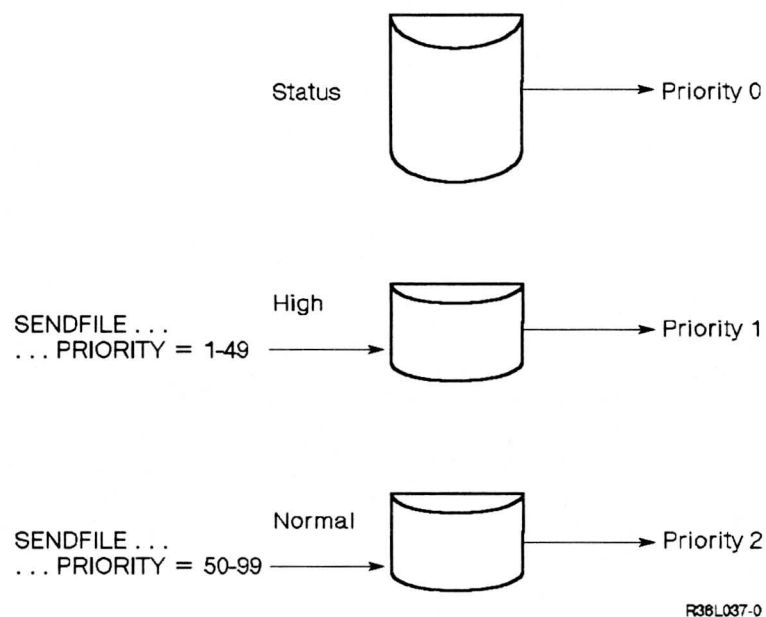 Status
Priority 0
High
SENDFILE . . .
. . . PRIORITY = 1-49
Priority 1
Normal
SENDFILE . . .
. . . PRIORITY = 50-99
Priority 2
R36L037-0